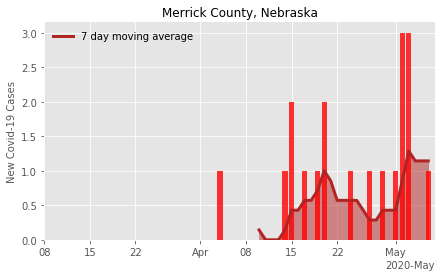 Merrick County, Nebraska
7 day moving average
New Covid-19 Cases
3.0
2.5
2.0
1.5
1.0
0.5
0.0
08 15 22 Apr 08 15 22 May
2020-May